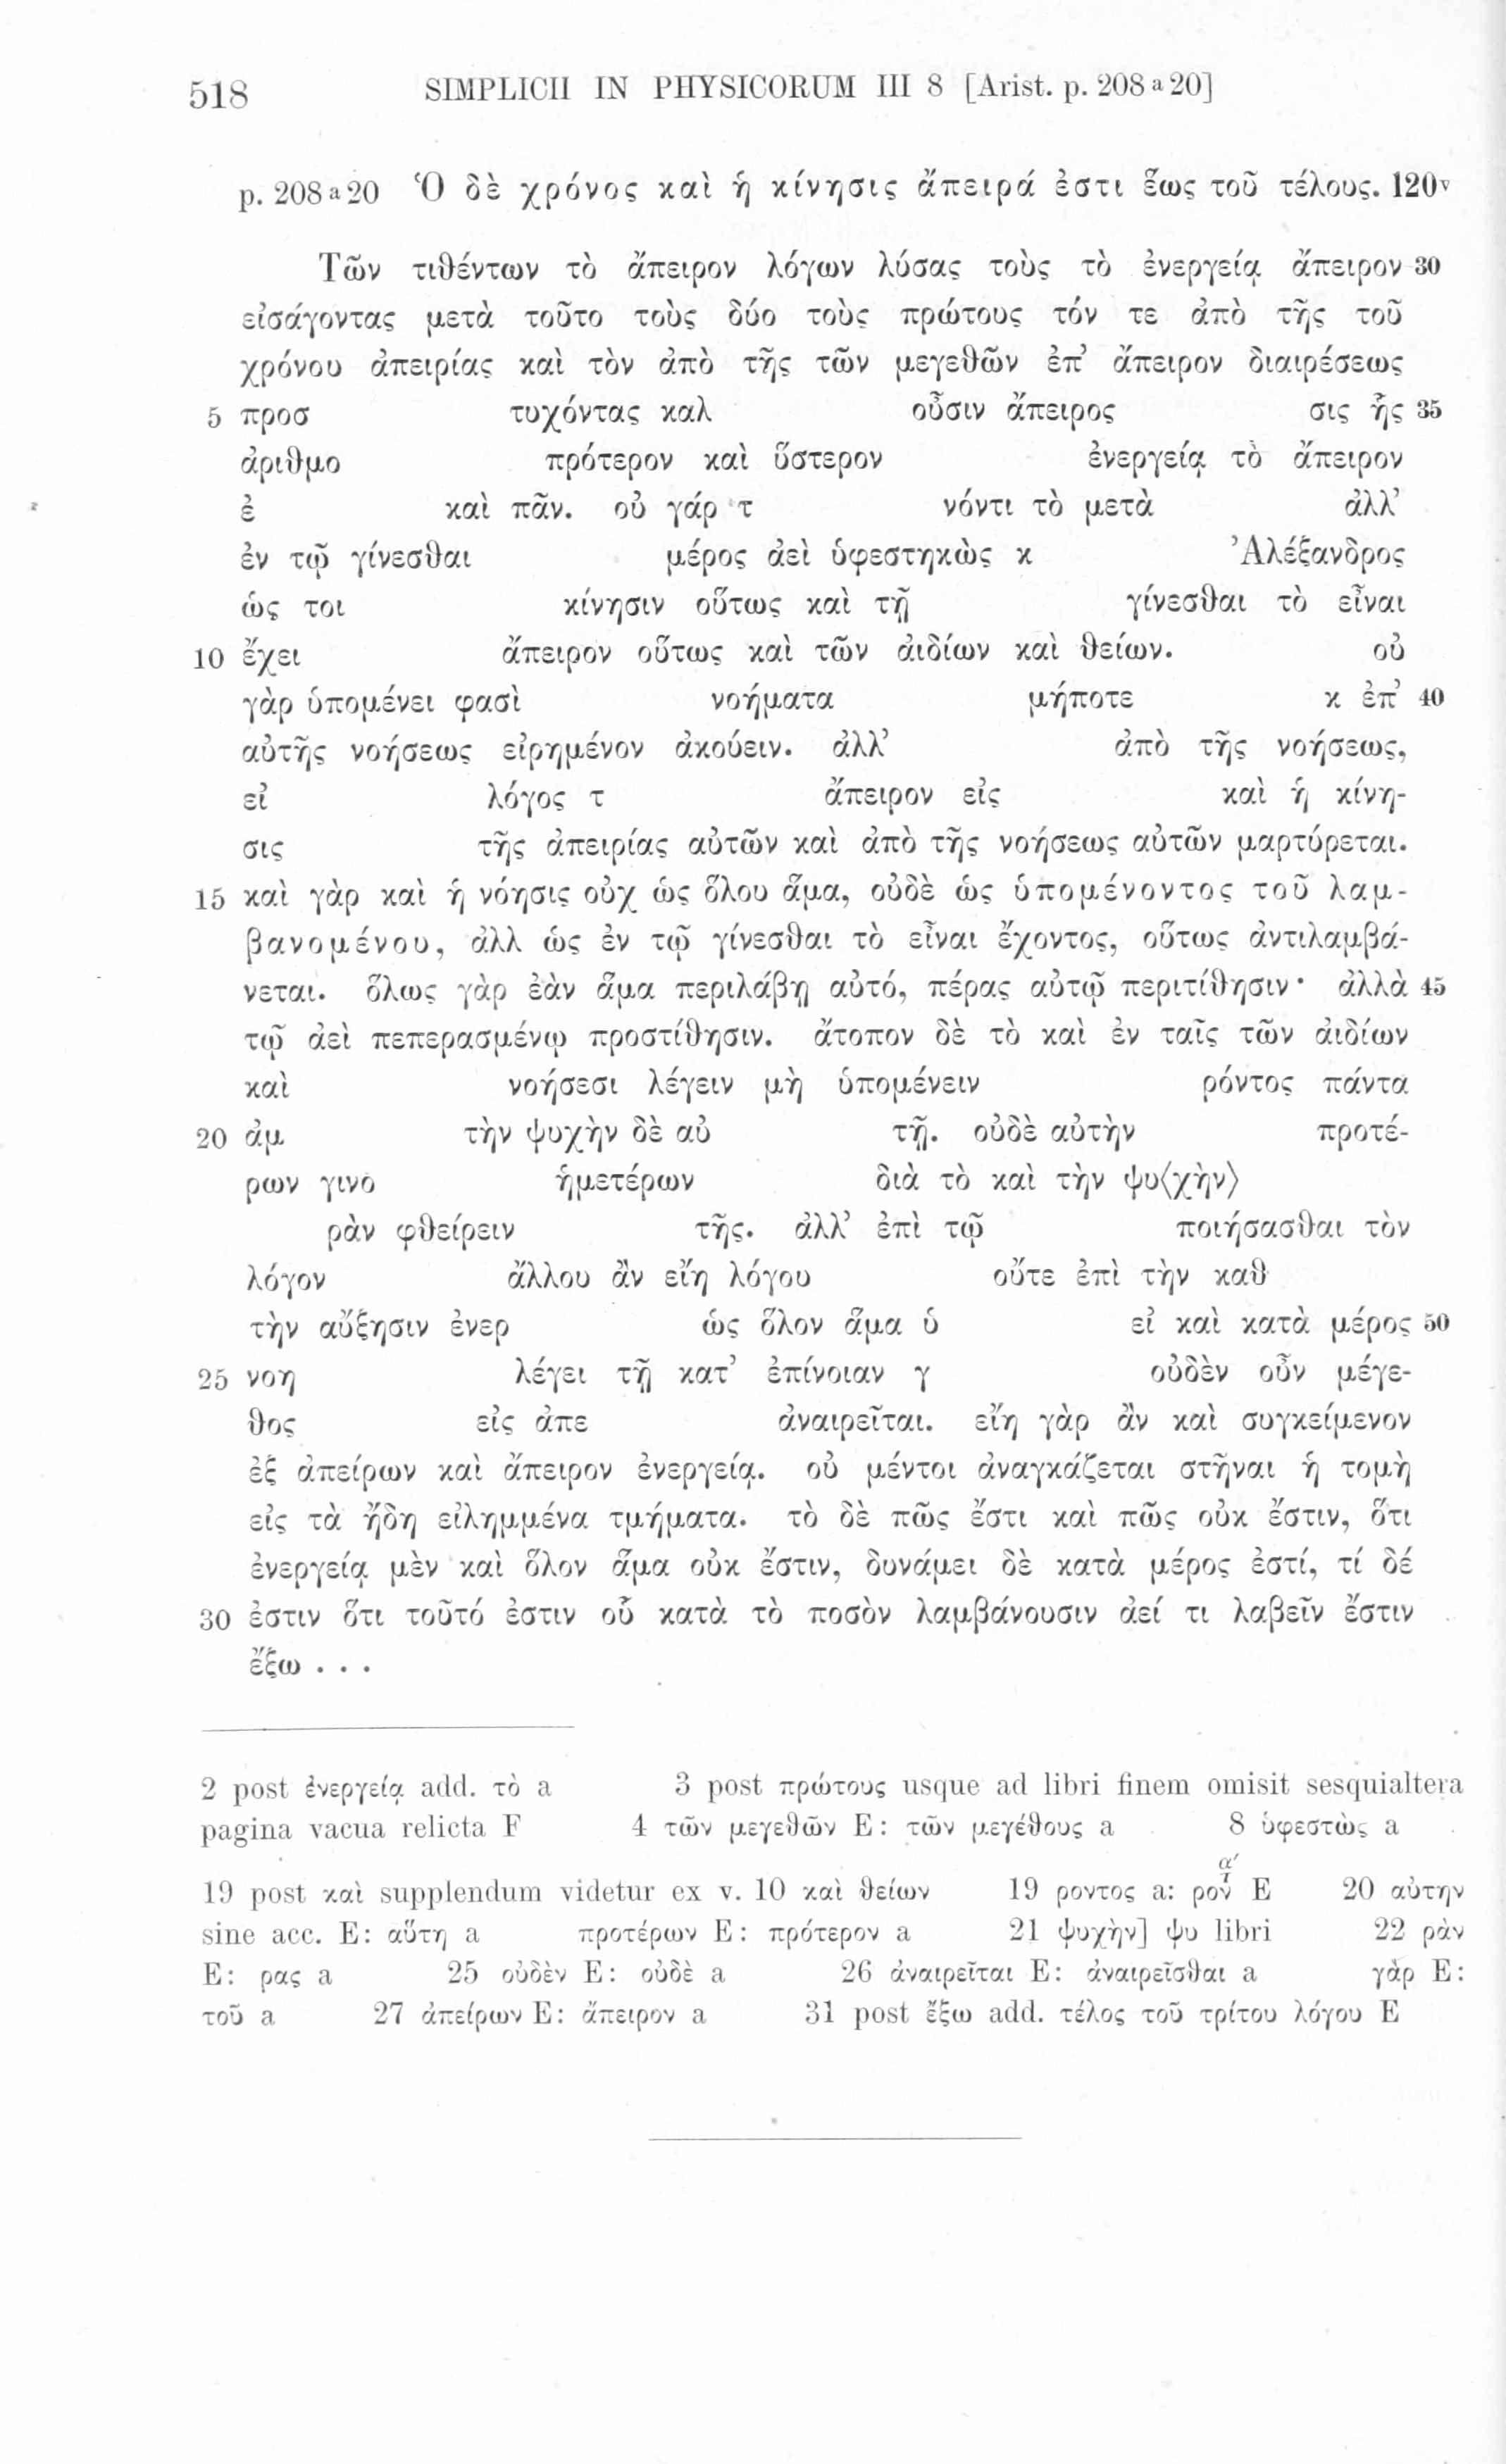 518 SIMPLICII IN PHYSICORUM III 8 [Arist. p. 208 a 20]
p. 208 a 20 Ὁ δὲ χρόνος καὶ ἡ κίνησις ἄπειρά ἐστι ἕως τοῦ τέλους. 120v
Τῶν τιθέντων τὸ ἄπειρον λόγων λύσας τοὺς τὸ ἐνεργείᾳ ἄπειρον 30
εἰσάγοντας μετὰ τοῦτο τοὺς δύο τοὺς πρώτους τόν τε ἀπὸ τῆς τοῦ
χρόνου ἀπειρίας καὶ τὸν ἀπὸ τῆς τῶν μεγεθῶν ἐπ’ ἄπειρον διαιρέσεως
5 προσ τυχόντας καλ οὖσιν ἄπειρος σις ἧς 35
ἀριθμο πρότερον καὶ ὕστερον ἐνεργείᾳ τὸ ἄπειρον
ἐ καὶ πᾶν. οὐ γάρ τ νόντι τὸ μετὰ ἀλλ’
ἐν τῷ γίνεσθαι μέρος ἀεὶ ὑφεστηκὼς κ Ἀλέξανδρος
ὡς τοι κίνησιν οὕτως καὶ τῇ γίνεσθαι τὸ εἶναι
10 ἔχει ἄπειρον οὕτως καὶ τῶν ἀιδίων καὶ θείων. οὐ
γὰρ ὑπομένει φασὶ νοήματα μήποτε κ ἐπ’ 40
αὐτῆς νοήσεως εἰρημένον ἀκούειν. ἀλλ’ ἀπὸ τῆς νοήσεως,
εἰ λόγος τ ἄπειρον εἰς καὶ ἡ κίνη-
σις τῆς ἀπειρίας αὐτῶν καὶ ἀπὸ τῆς νοήσεως αὐτῶν μαρτύρεται.
15 καὶ γὰρ καὶ ἡ νόησις οὐχ ὡς ὅλου ἅμα, οὐδὲ ὡς ὑπομένοντος τοῦ λαμ-
βανομένου, ἀλλ ὡς ἐν τῷ γίνεσθαι τὸ εἶναι ἔχοντος, οὕτως ἀντιλαμβά-
νεται. ὅλως γὰρ ἐὰν ἅμα περιλάβῃ αὐτό, πέρας αὐτῷ περιτίθησιν· ἀλλὰ 45
τῷ ἀεὶ πεπερασμένῳ προστίθησιν. ἄτοπον δὲ τὸ καὶ ἐν ταῖς τῶν ἀιδίων
καὶ νοήσεσι λέγειν μὴ ὑπομένειν ρόντος πάντα
20 ἀμ τὴν ψυχὴν δὲ αὐ τῇ. οὐδὲ αὐτὴν προτέ-
ρων γινο ἡμετέρων διὰ τὸ καὶ τὴν ψυ⟨χὴν⟩
ρὰν φθείρειν τῆς. ἀλλ’ ἐπὶ τῷ ποιήσασθαι τὸν
λόγον ἄλλου ἂν εἴη λόγου οὔτε ἐπὶ τὴν καθ
τὴν αὔξησιν ἐνερ ὡς ὅλον ἅμα ὑ εἰ καὶ κατὰ μέρος 50
25 νοη λέγει τῇ κατ’ ἐπίνοιαν γ οὐδὲν οὖν μέγε-
θος εἰς ἀπε ἀναιρεῖται. εἴη γὰρ ἂν καὶ συγκείμενον
ἐξ ἀπείρων καὶ ἄπειρον ἐνεργείᾳ. οὐ μέντοι ἀναγκάζεται στῆναι ἡ τομὴ
εἰς τὰ ἤδη εἰλημμένα τμήματα. τὸ δὲ πῶς ἔστι καὶ πῶς οὐκ ἔστιν, ὅτι
ἐνεργείᾳ μὲν καὶ ὅλον ἅμα οὐκ ἔστιν, δυνάμει δὲ κατὰ μέρος ἐστί, τί δέ
30 ἐστιν ὅτι τοῦτό ἐστιν οὗ κατὰ τὸ ποσὸν λαμβάνουσιν ἀεί τι λαβεῖν ἔστιν
ἔξω . . .
2 post ἐνεργείᾳ add. τὸ a 3 post πρώτους usque ad libri finem omisit sesquialtera
pagina vacua relicta F 4 τῶν μεγεθῶν E: τῶν μεγέθους a 8 ὑφεστὼς a
19 post καὶ supplendum videtur ex v. 10 καὶ θείων 19 ροντος a: E 20 αὐτην
sine acc. E: αὕτη a προτέρων E: πρότερον a 21 ψυχὴν] ψυ libri 22 ρὰν
E: ρας a 25 οὐδὲν E: οὐδὲ a 26 ἀναιρεῖται E: ἀναιρεῖσθαι a γὰρ E:
τοῦ a 27 ἀπείρων E: ἄπειρον a 31 post ἔξω add. τέλος τοῦ τρίτου λόγου E